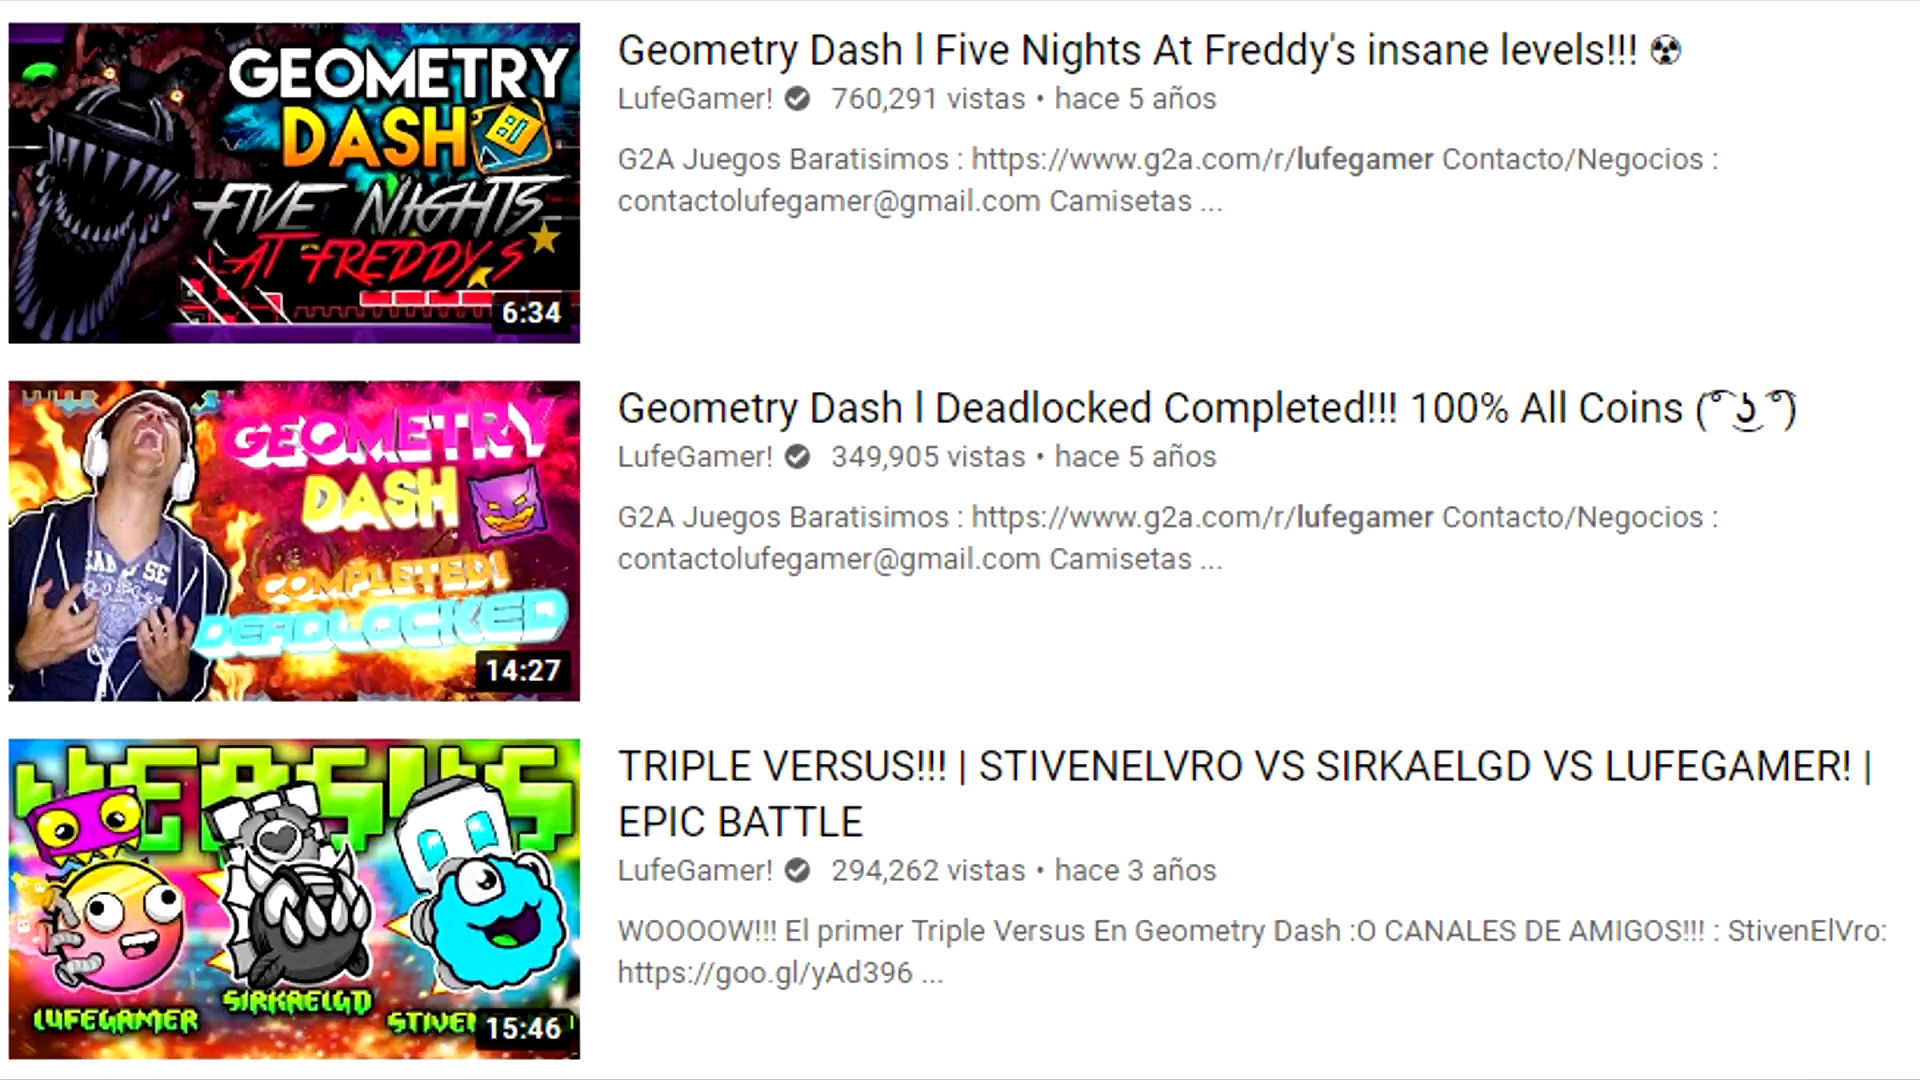 GEOMETRY
DASH
FIVE NIGHTS
AT FREDDY'S
6:34
Geometry Dash l Five Nights At Freddy's insane levels!!! ☢
LufeGamer! 760,291 vistas • hace 5 años
G2A Juegos Baratisimos : https://www.g2a.com/r/lufegamer Contacto/Negocios :
contactolufegamer@gmail.com Camisetas ...
GEOMETRY
DASH
COMPLETED!
DEADLOCKED
14:27
Geometry Dash l Deadlocked Completed!!! 100% All Coins ( ͡° ͜ʖ ͡°)
LufeGamer! 349,905 vistas • hace 5 años
G2A Juegos Baratisimos : https://www.g2a.com/r/lufegamer Contacto/Negocios :
contactolufegamer@gmail.com Camisetas ...
VERSUS
LUFEGAMER
SIRKAELGD
STIVEN
15:46
TRIPLE VERSUS!!! | STIVENELVRO VS SIRKAELGD VS LUFEGAMER! |
EPIC BATTLE
LufeGamer! 294,262 vistas • hace 3 años
WOOOOW!!! El primer Triple Versus En Geometry Dash :O CANALES DE AMIGOS!!! : StivenElVro:
https://goo.gl/yAd396 ...